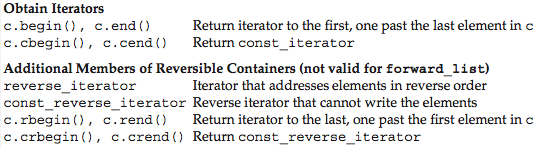 Obtain Iterators
c.begin(), c.end() Return iterator to the first, one past the last element in c
c.cbegin(), c.cend() Return const_iterator
Additional Members of Reversible Containers (not valid for forward_list)
reverse_iterator Iterator that addresses elements in reverse order
const_reverse_iterator Reverse iterator that cannot write the elements
c.rbegin(), c.rend() Return iterator to the last, one past the first element in c
c.crbegin(), c.crend() Return const_reverse_iterator